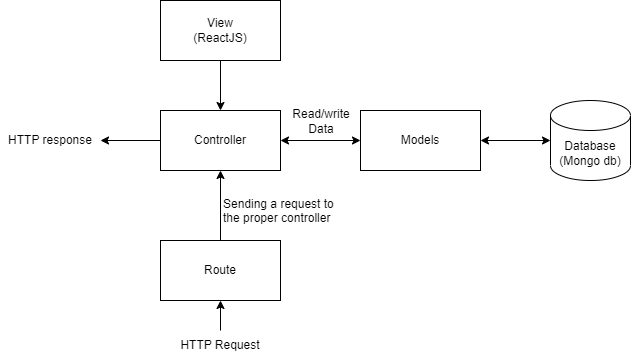 View
(ReactJS)
Read/write
Data
HTTP response
Controller
Models
Database
(Mongo db)
Sending a request to
the proper controller
Route
HTTP Request